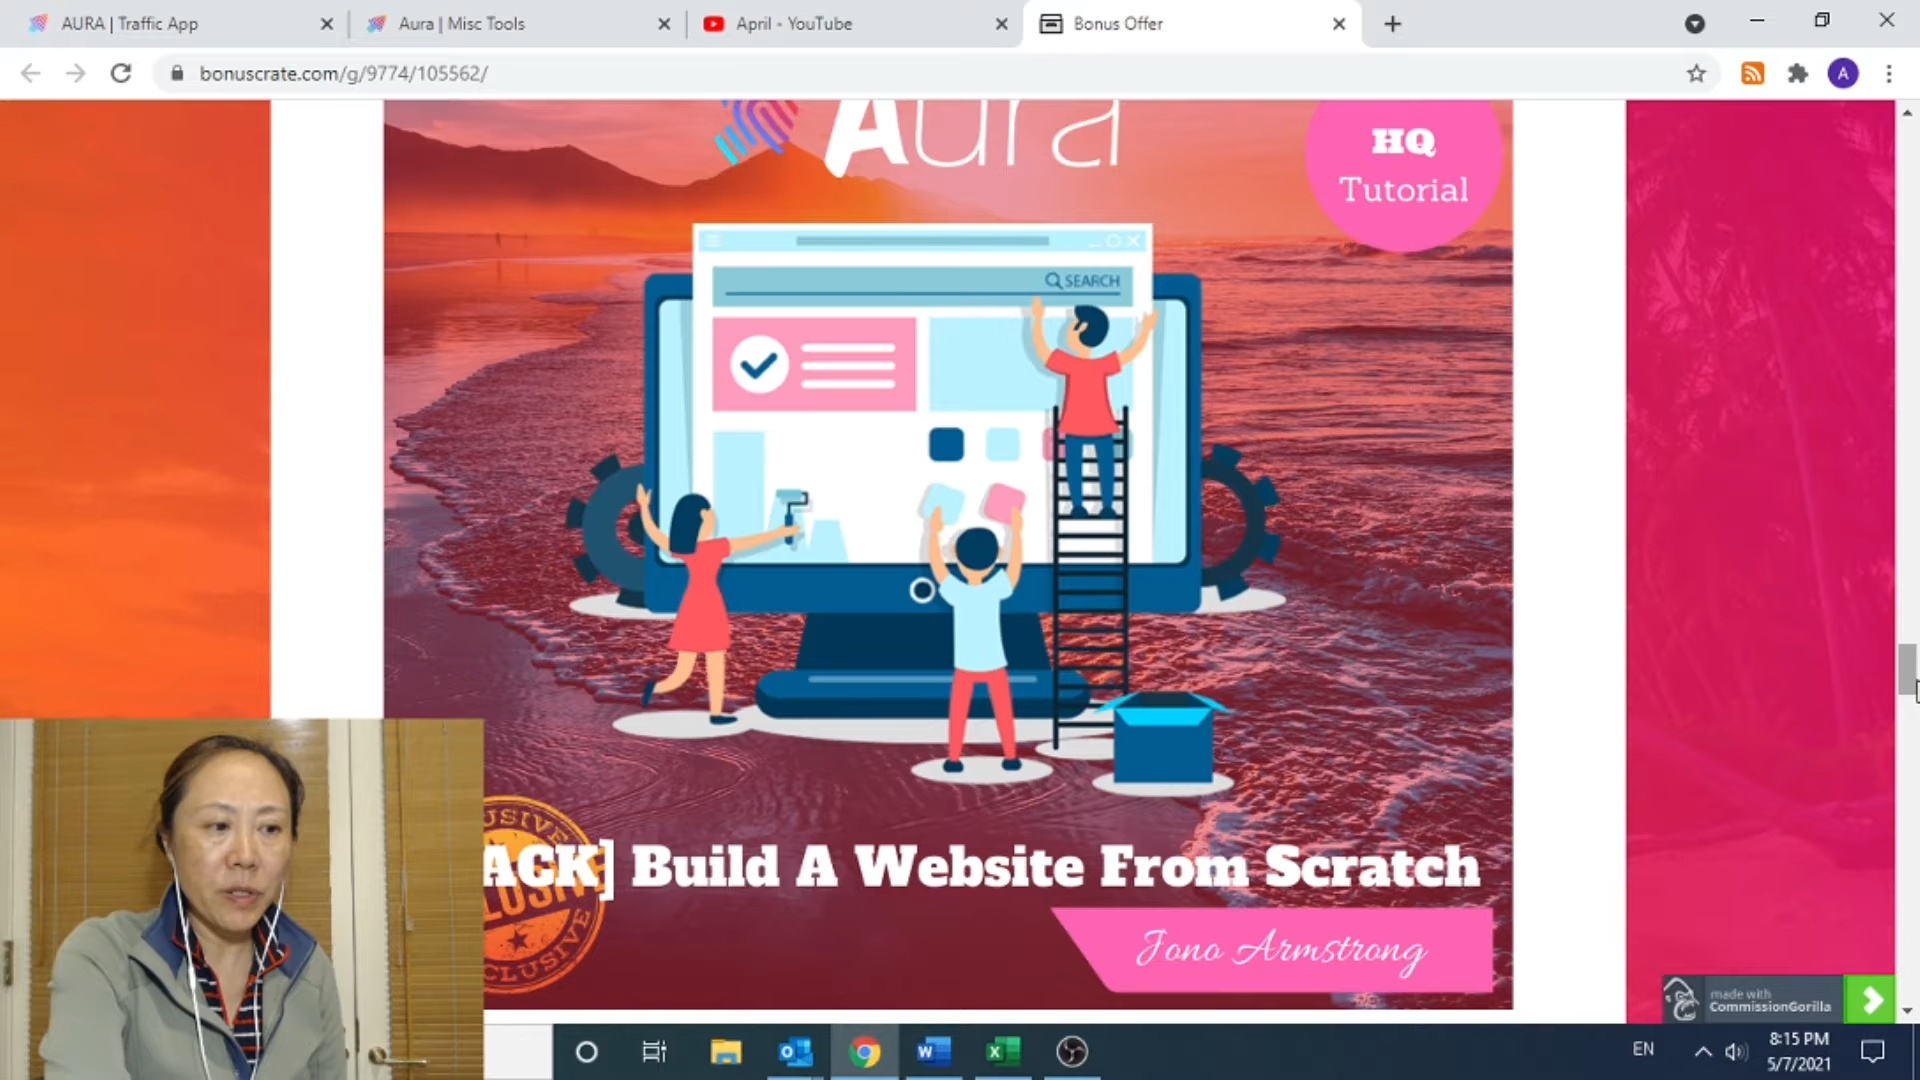 AURA | Traffic App
Aura | Misc Tools
April - YouTube
Bonus Offer
bonuscrate.com/g/9774/105562/
A
Aura
HQ
Tutorial
SEARCH
ACK] Build A Website From Scratch
CLUSIVE
Jono Armstrong
made with
CommissionGorilla
EN
8:15 PM
5/7/2021